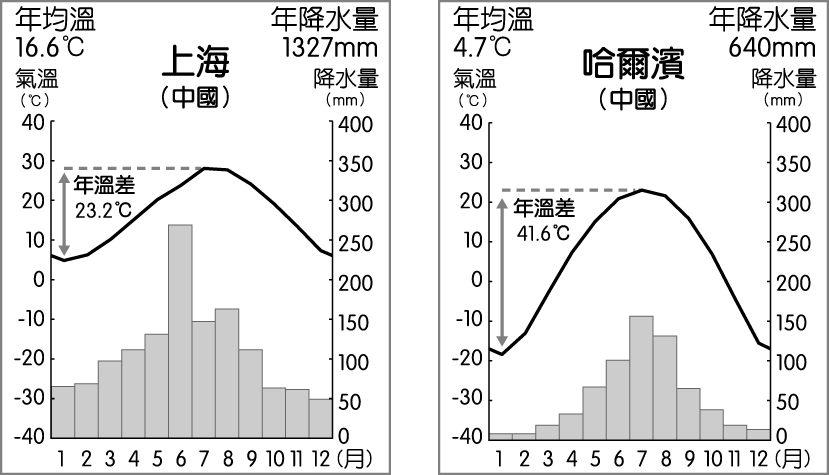 年均溫 年降水量
16.6℃ 1327mm
上海
(中國)
氣溫 降水量
(℃) (mm)
40 400
30 350
20 300
10 250
0 200
-10 150
-20 100
-30 50
-40 0
年溫差
23.2℃
1 2 3 4 5 6 7 8 9 10 11 12 (月)
年均溫 年降水量
4.7℃ 640mm
哈爾濱
(中國)
氣溫 降水量
(℃) (mm)
40 400
30 350
20 300
10 250
0 200
-10 150
-20 100
-30 50
-40 0
年溫差
41.6℃
1 2 3 4 5 6 7 8 9 10 11 12 (月)